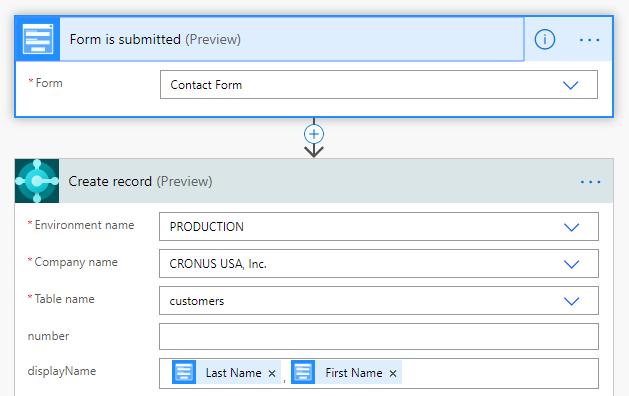 Form is submitted (Preview)
* Form
Contact Form
Create record (Preview)
* Environment name
PRODUCTION
* Company name
CRONUS USA, Inc.
* Table name
customers
number
displayName
Last Name × , First Name ×